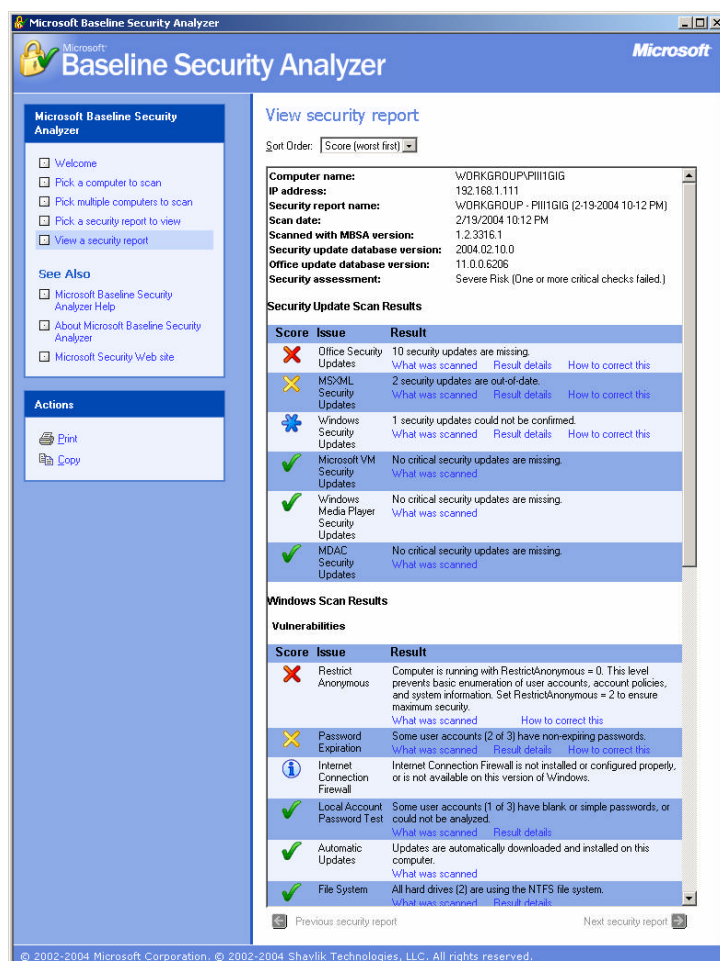 Microsoft Baseline Security Analyzer
Microsoft
Baseline Security Analyzer
Microsoft
Microsoft Baseline Security
Analyzer
Welcome
Pick a computer to scan
Pick multiple computers to scan
Pick a security report to view
View a security report
See Also
Microsoft Baseline Security
Analyzer Help
About Microsoft Baseline Security
Analyzer
Microsoft Security Web site
Actions
Print
Copy
View security report
Sort Order: Score (worst first)
Computer name: WORKGROUP\PIII1GIG
IP address: 192.168.1.111
Security report name: WORKGROUP - PIII1GIG (2-19-2004 10-12 PM)
Scan date: 2/19/2004 10:12 PM
Scanned with MBSA version: 1.2.3316.1
Security update database version: 2004.02.10.0
Office update database version: 11.0.0.6206
Security assessment: Severe Risk (One or more critical checks failed.)
Security Update Scan Results
Score Issue Result
Office Security 10 security updates are missing.
Updates What was scanned Result details How to correct this
MSXML 2 security updates are out-of-date.
Security What was scanned Result details How to correct this
Updates
Windows 1 security updates could not be confirmed.
Security What was scanned Result details How to correct this
Updates
Microsoft VM No critical security updates are missing.
Security What was scanned
Updates
Windows No critical security updates are missing.
Media Player What was scanned
Security
Updates
MDAC No critical security updates are missing.
Security What was scanned
Updates
Windows Scan Results
Vulnerabilities
Score Issue Result
Restrict Computer is running with RestrictAnonymous = 0. This level
Anonymous prevents basic enumeration of user accounts, account policies,
and system information. Set RestrictAnonymous = 2 to ensure
maximum security.
What was scanned How to correct this
Password Some user accounts (2 of 3) have non-expiring passwords.
Expiration What was scanned Result details How to correct this
Internet Internet Connection Firewall is not installed or configured properly,
Connection or is not available on this version of Windows.
Firewall
Local Account Some user accounts (1 of 3) have blank or simple passwords, or
Password Test could not be analyzed.
What was scanned Result details
Automatic Updates are automatically downloaded and installed on this
Updates computer.
What was scanned
File System All hard drives (2) are using the NTFS file system.
What was scanned Result details
Previous security report Next security report
© 2002-2004 Microsoft Corporation. © 2002-2004 Shavlik Technologies, LLC. All rights reserved.